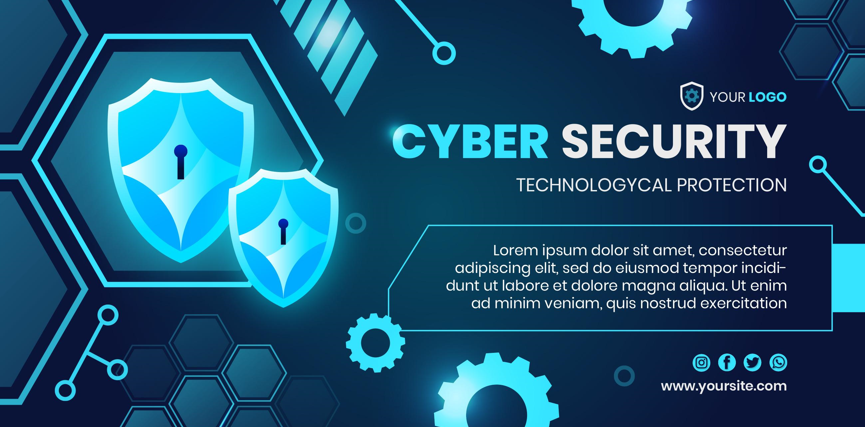 YOUR LOGO
CYBER SECURITY
TECHNOLOGYCAL PROTECTION
Lorem ipsum dolor sit amet, consectetur
adipiscing elit, sed do eiusmod tempor incidi-
dunt ut labore et dolore magna aliqua. Ut enim
ad minim veniam, quis nostrud exercitation
www.yoursite.com